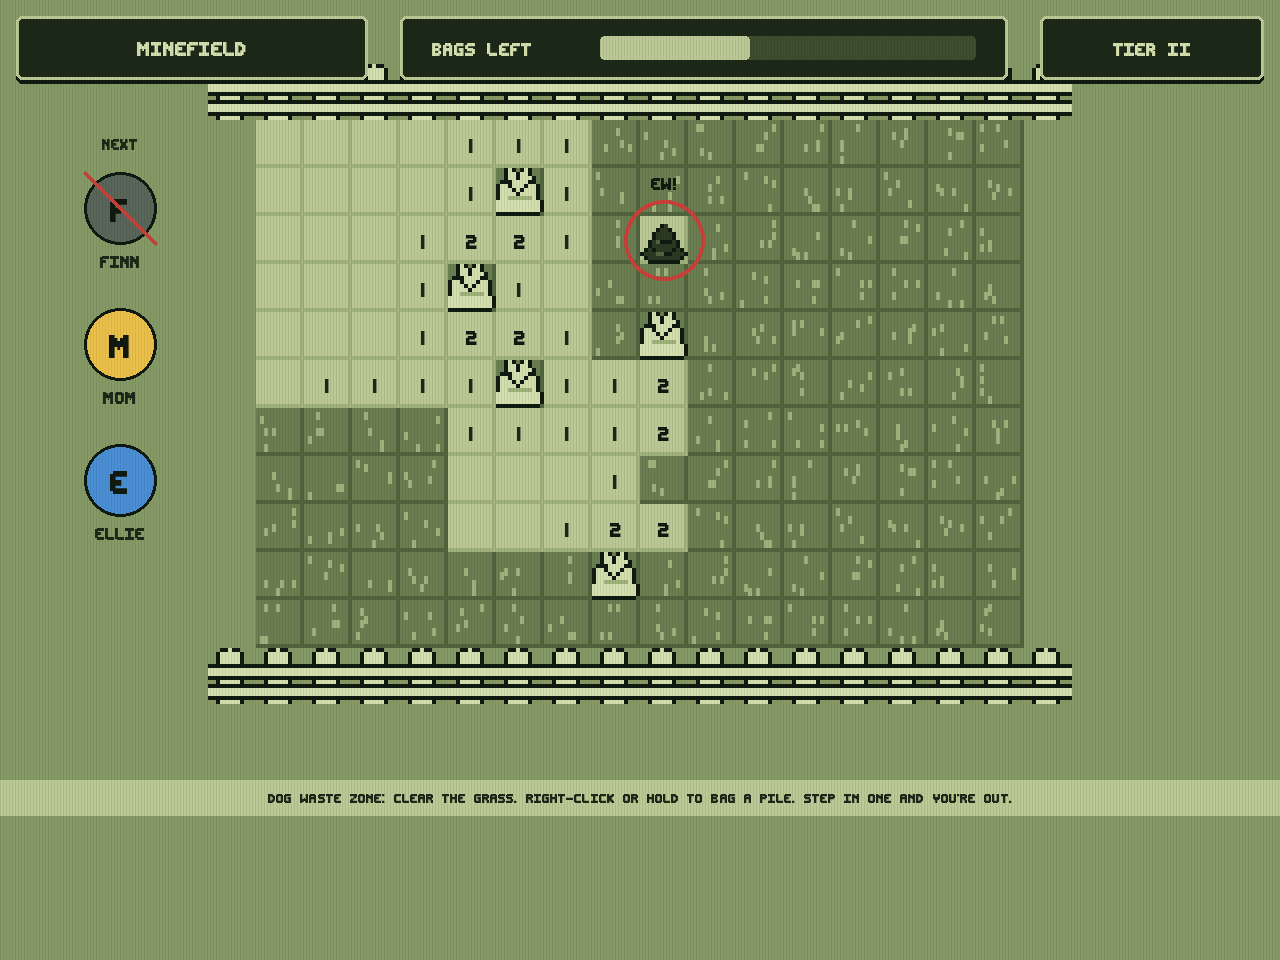 MINEFIELD
BAGS LEFT
TIER II
NEXT
F
FINN
M
MOM
E
ELLIE
EW!
1 1 1
1 1
1 2 2 1
1 1
1 2 2 1
1 1 1 1 1 1 2
1 1 1 1 2
1
1 2 2
DOG WASTE ZONE: CLEAR THE GRASS. RIGHT-CLICK OR HOLD TO BAG A PILE. STEP IN ONE AND YOU'RE OUT.